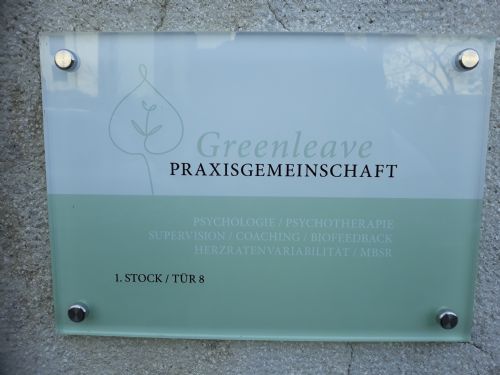 Greenleave
PRAXISGEMEINSCHAFT
PSYCHOLOGIE / PSYCHOTHERAPIE
SUPERVISION / COACHING / BIOFEEDBACK
HERZRATENVARIABILITÄT / MBSR
1. STOCK / TÜR 8